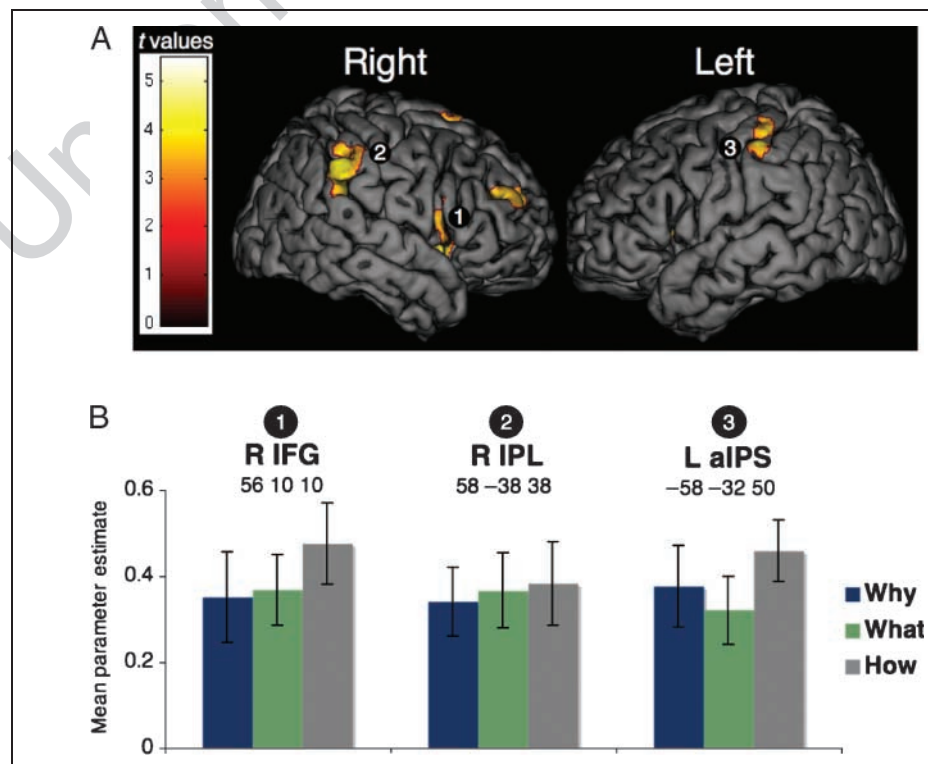 A
t values
5
4
3
2
1
0
Right
Left
2
1
3
B
1
2
3
R IFG
R IPL
L aIPS
56 10 10
58 −38 38
−58 −32 50
Mean parameter estimate
0.6
0.4
0.2
0
Why
What
How